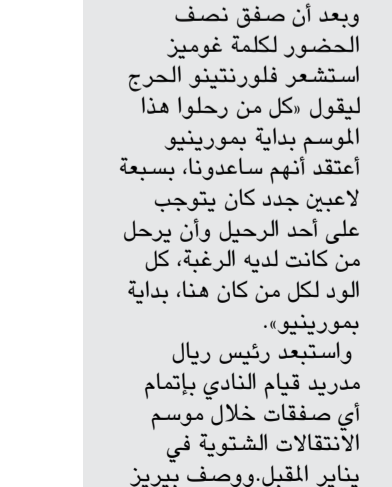 وبعد أن صفق نصف
الحضور لكلمة غوميز
استشعر فلورنتينو الحرج
ليقول «كل من رحلوا هذا
الموسم بداية بمورينيو
أعتقد أنهم ساعدونا، بسبعة
لاعبين جدد كان يتوجب
على أحد الرحيل وأن يرحل
من كانت لديه الرغبة، كل
الود لكل من كان هنا، بداية
بمورينيو».
واستبعد رئيس ريال
مدريد قيام النادي بإتمام
أي صفقات خلال موسم
الانتقالات الشتوية في
يناير المقبل.ووصف بيريز